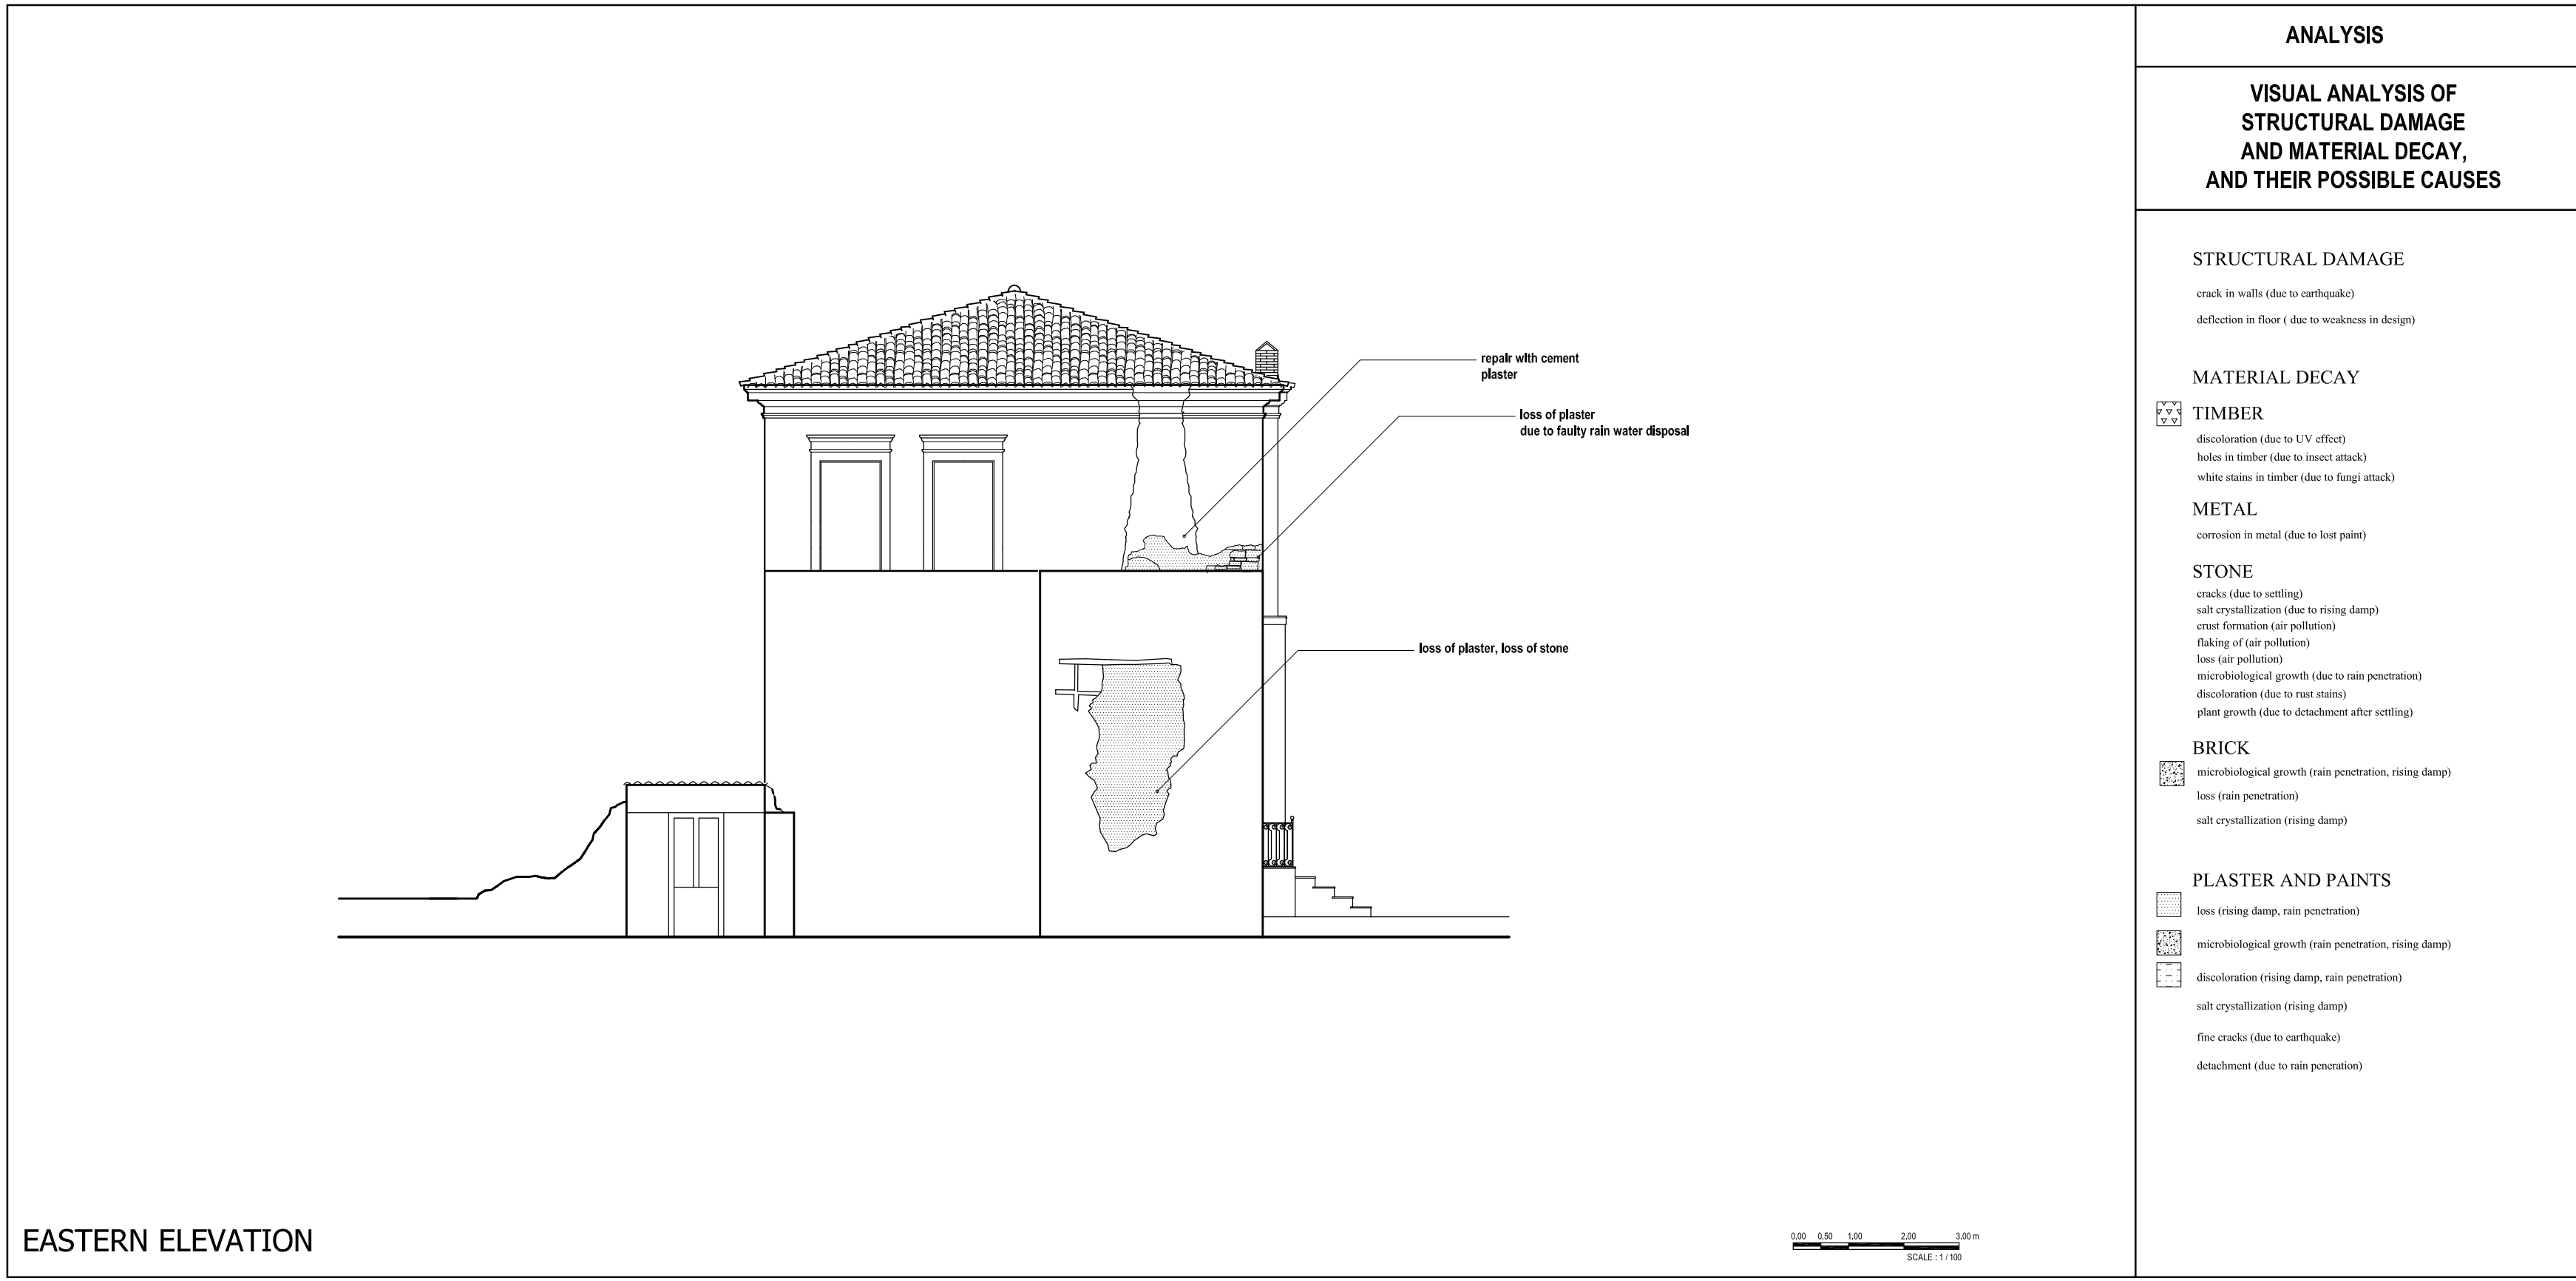 ANALYSIS
VISUAL ANALYSIS OF
STRUCTURAL DAMAGE
AND MATERIAL DECAY,
AND THEIR POSSIBLE CAUSES
STRUCTURAL DAMAGE
crack in walls (due to earthquake)
deflection in floor ( due to weakness in design)
MATERIAL DECAY
TIMBER
discoloration (due to UV effect)
holes in timber (due to insect attack)
white stains in timber (due to fungi attack)
METAL
corrosion in metal (due to lost paint)
STONE
cracks (due to settling)
salt crystallization (due to rising damp)
crust formation (air pollution)
flaking of (air pollution)
loss (air pollution)
microbiological growth (due to rain penetration)
discoloration (due to rust stains)
plant growth (due to detachment after settling)
BRICK
microbiological growth (rain penetration, rising damp)
loss (rain penetration)
salt crystallization (rising damp)
PLASTER AND PAINTS
loss (rising damp, rain penetration)
microbiological growth (rain penetration, rising damp)
discoloration (rising damp, rain penetration)
salt crystallization (rising damp)
fine cracks (due to earthquake)
detachment (due to rain peneration)
repair with cement
plaster
loss of plaster
due to faulty rain water disposal
loss of plaster, loss of stone
EASTERN ELEVATION
0,00 0,50 1,00 2,00 3,00 m
SCALE : 1 / 100